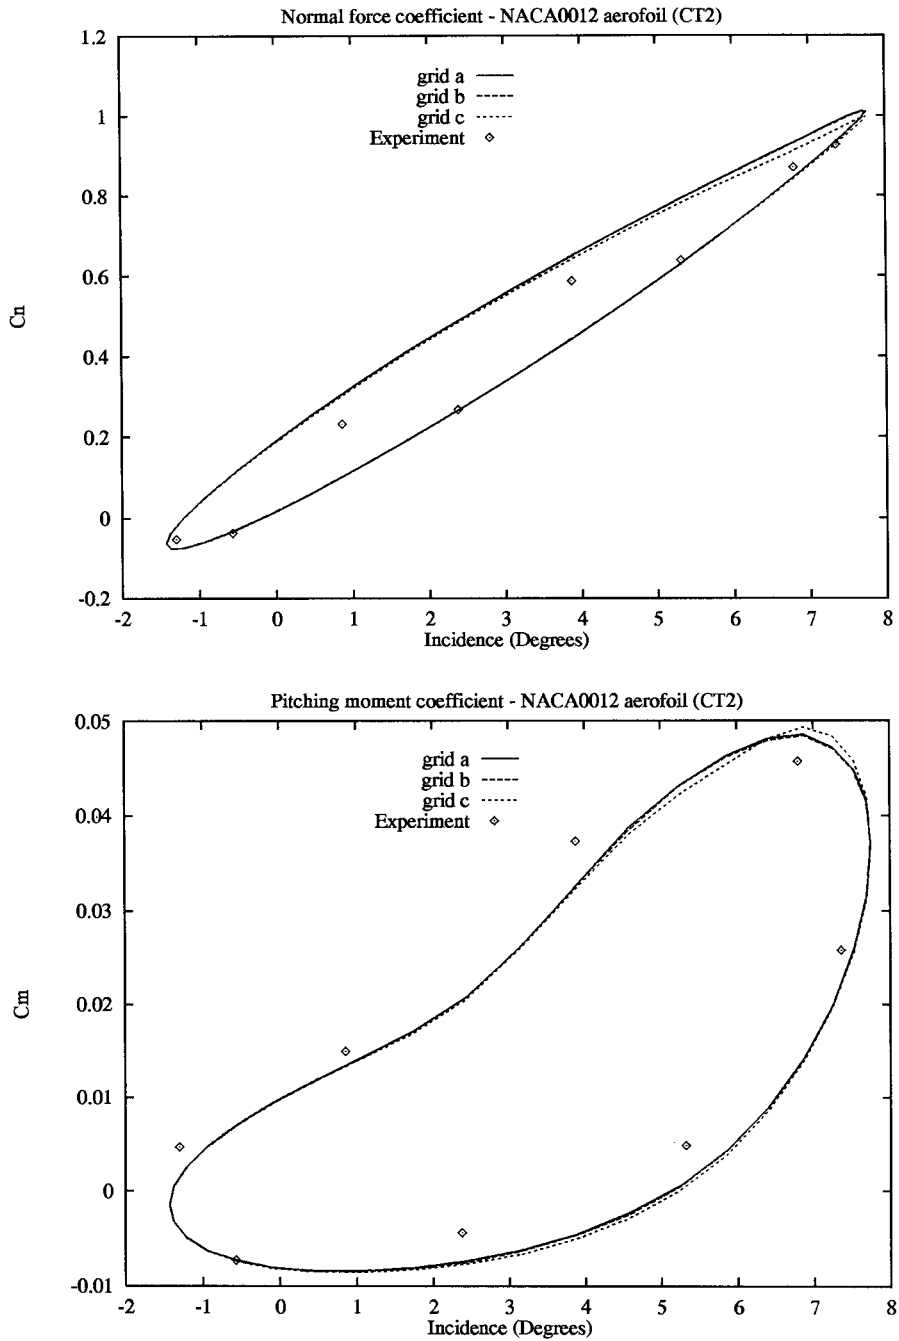 Normal force coefficient - NACA0012 aerofoil (CT2)
1.2
1
0.8
0.6
0.4
0.2
0
-0.2
Cn
grid a
grid b
grid c
Experiment
-2 -1 0 1 2 3 4 5 6 7 8
Incidence (Degrees)
Pitching moment coefficient - NACA0012 aerofoil (CT2)
0.05
0.04
0.03
0.02
0.01
0
-0.01
Cm
grid a
grid b
grid c
Experiment
-2 -1 0 1 2 3 4 5 6 7 8
Incidence (Degrees)